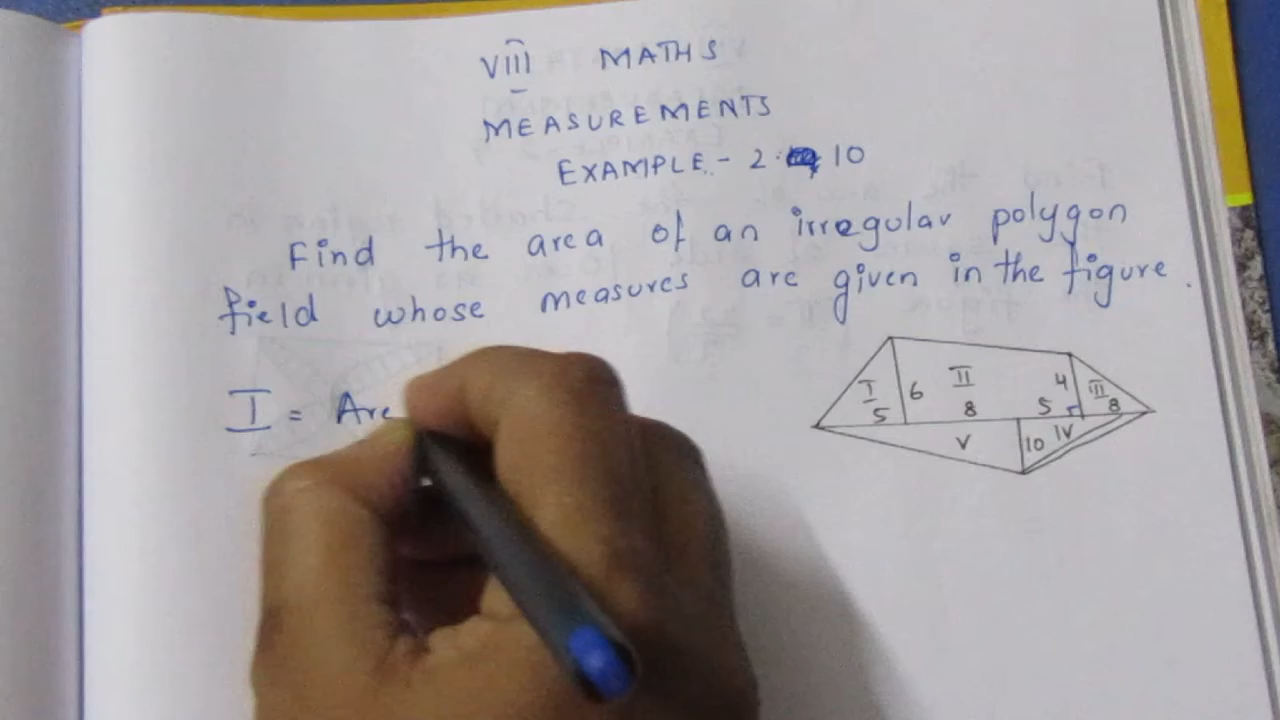 VIII MATHS
MEASUREMENTS
EXAMPLE - 2. 10
Find the area of an irregular polygon
field whose measures are given in the figure.
I = Are
I 5 6 II 8 5 4 III 8
V 10 IV